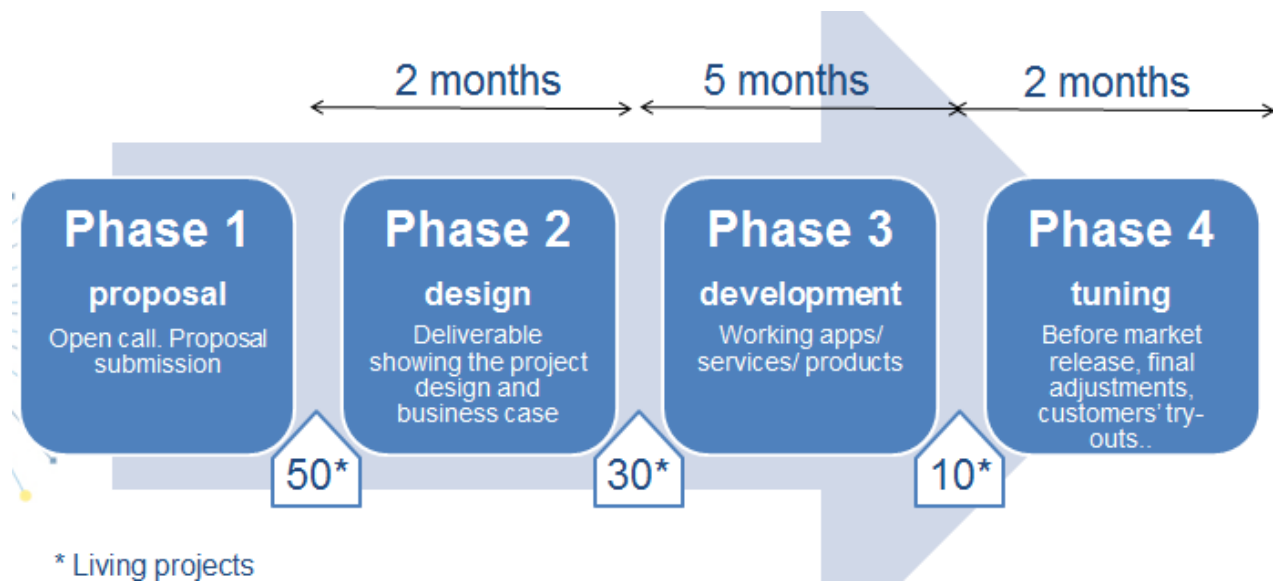 2 months
5 months
2 months
Phase 1
proposal
Open call. Proposal
submission
Phase 2
design
Deliverable
showing the project
design and
business case
Phase 3
development
Working apps/
services/ products
Phase 4
tuning
Before market
release, final
adjustments,
customers’ try-
outs..
50*
30*
10*
* Living projects